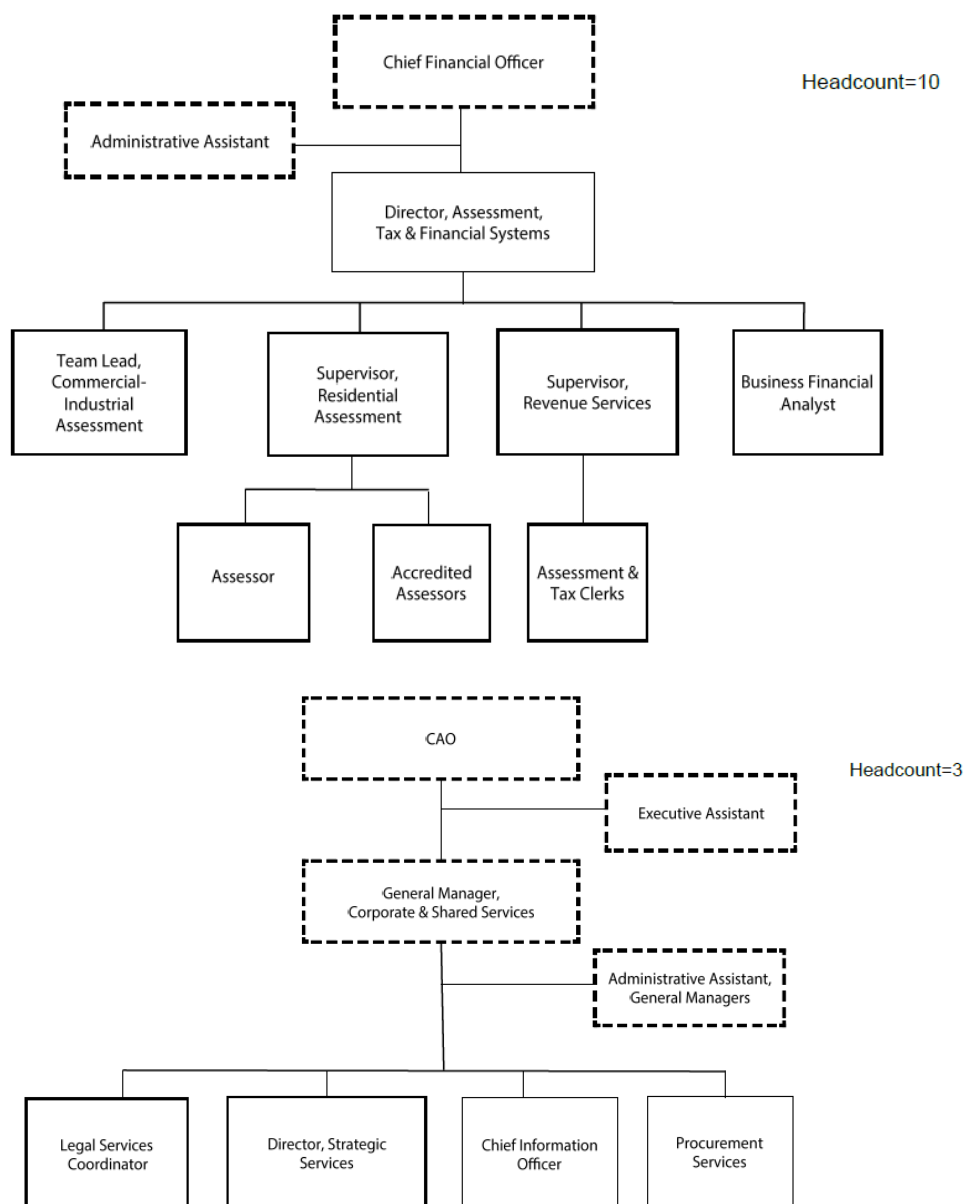 Chief Financial Officer
Headcount=10
Administrative Assistant
Director, Assessment,
Tax & Financial Systems
Team Lead,
Commercial-
Industrial
Assessment
Supervisor,
Residential
Assessment
Supervisor,
Revenue Services
Business Financial
Analyst
Assessor
Accredited
Assessors
Assessment &
Tax Clerks
CAO
Headcount=3
Executive Assistant
General Manager,
Corporate & Shared Services
Administrative Assistant,
General Managers
Legal Services
Coordinator
Director, Strategic
Services
Chief Information
Officer
Procurement
Services